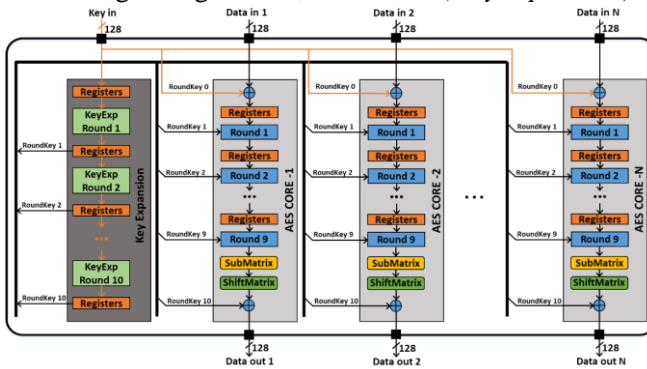 Key in
Data in 1
Data in 2
Data in N
128
128
128
128
RoundKey 0
RoundKey 0
RoundKey 0
Registers
KeyExp
Round 1
RoundKey 1
Registers
KeyExp
Round 2
RoundKey 2
Registers
...
KeyExp
Round 10
RoundKey 10
Registers
Key Expansion
Registers
RoundKey 1
Round 1
Registers
RoundKey 2
Round 2
...
Registers
RoundKey 9
Round 9
SubMatrix
ShiftMatrix
RoundKey 10
AES CORE -1
Registers
RoundKey 1
Round 1
Registers
RoundKey 2
Round 2
...
Registers
RoundKey 9
Round 9
SubMatrix
ShiftMatrix
RoundKey 10
AES CORE -2
...
Registers
RoundKey 1
Round 1
Registers
RoundKey 2
Round 2
...
Registers
RoundKey 9
Round 9
SubMatrix
ShiftMatrix
RoundKey 10
AES CORE -N
128
128
128
Data out 1
Data out 2
Data out N